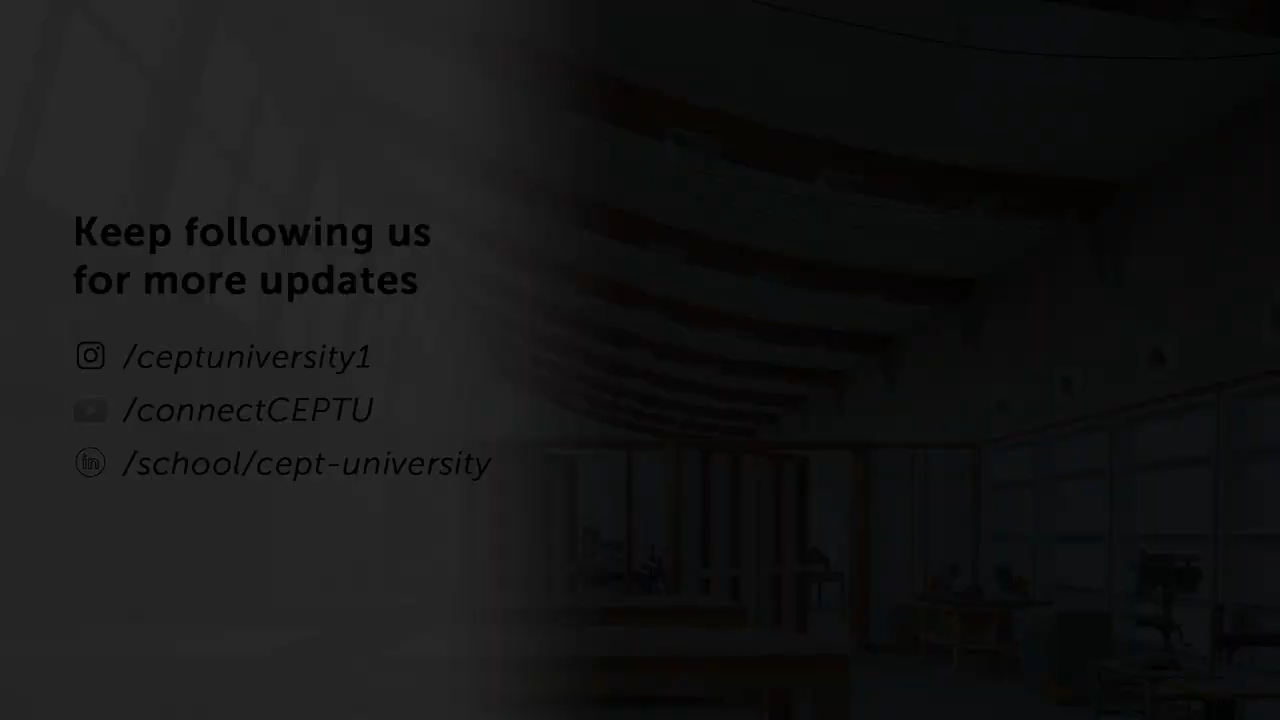 Keep following us
for more updates
/ceptuniversity1
/connectCEPTU
/school/cept-university